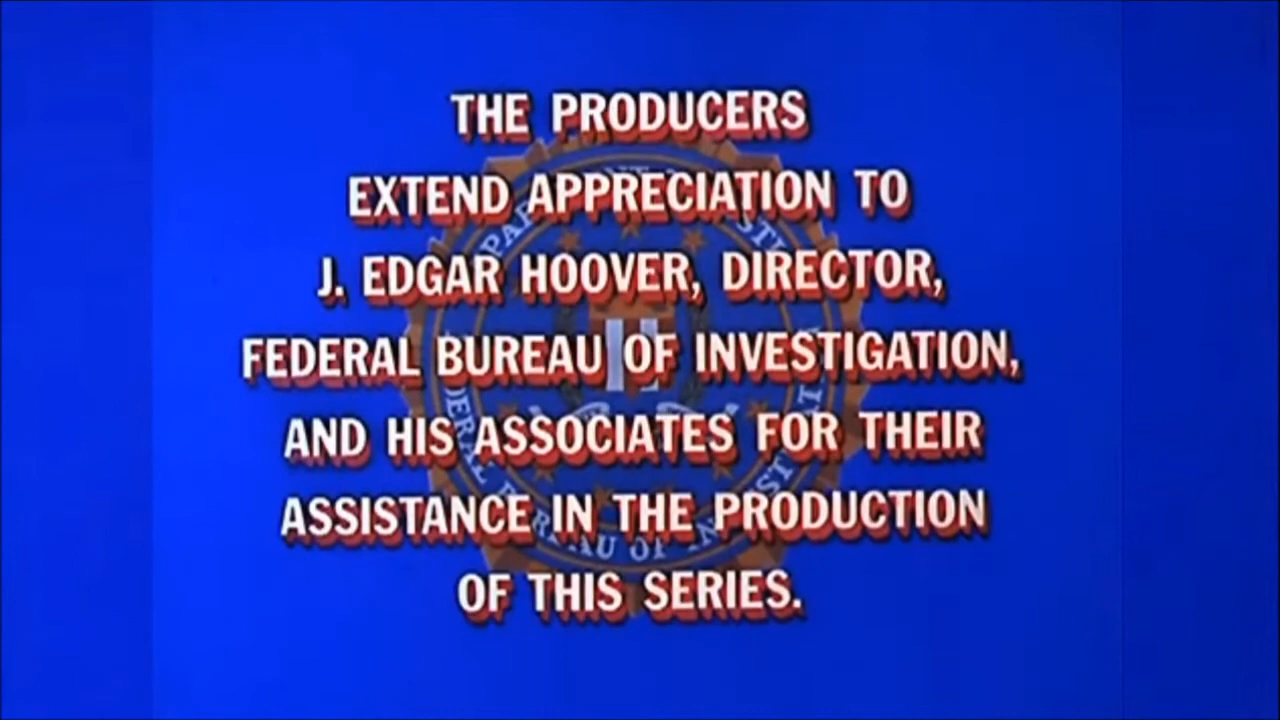 THE PRODUCERS
EXTEND APPRECIATION TO
J. EDGAR HOOVER, DIRECTOR,
FEDERAL BUREAU OF INVESTIGATION,
AND HIS ASSOCIATES FOR THEIR
ASSISTANCE IN THE PRODUCTION
OF THIS SERIES.